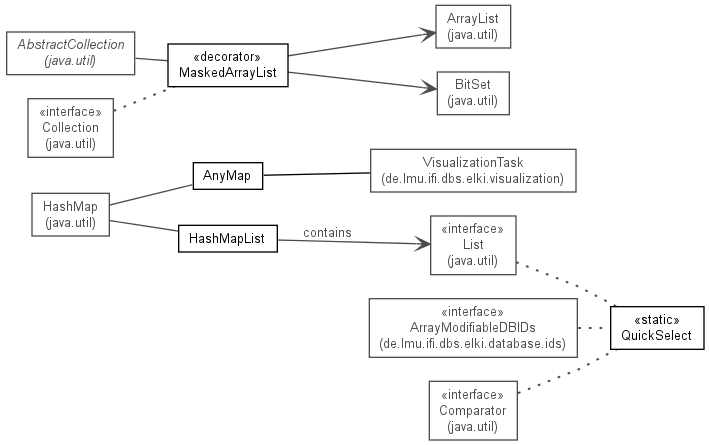 AbstractCollection
(java.util)
«decorator»
MaskedArrayList
ArrayList
(java.util)
BitSet
(java.util)
«interface»
Collection
(java.util)
HashMap
(java.util)
AnyMap
VisualizationTask
(de.lmu.ifi.dbs.elki.visualization)
HashMapList
contains
«interface»
List
(java.util)
«interface»
ArrayModifiableDBIDs
(de.lmu.ifi.dbs.elki.database.ids)
«static»
QuickSelect
«interface»
Comparator
(java.util)